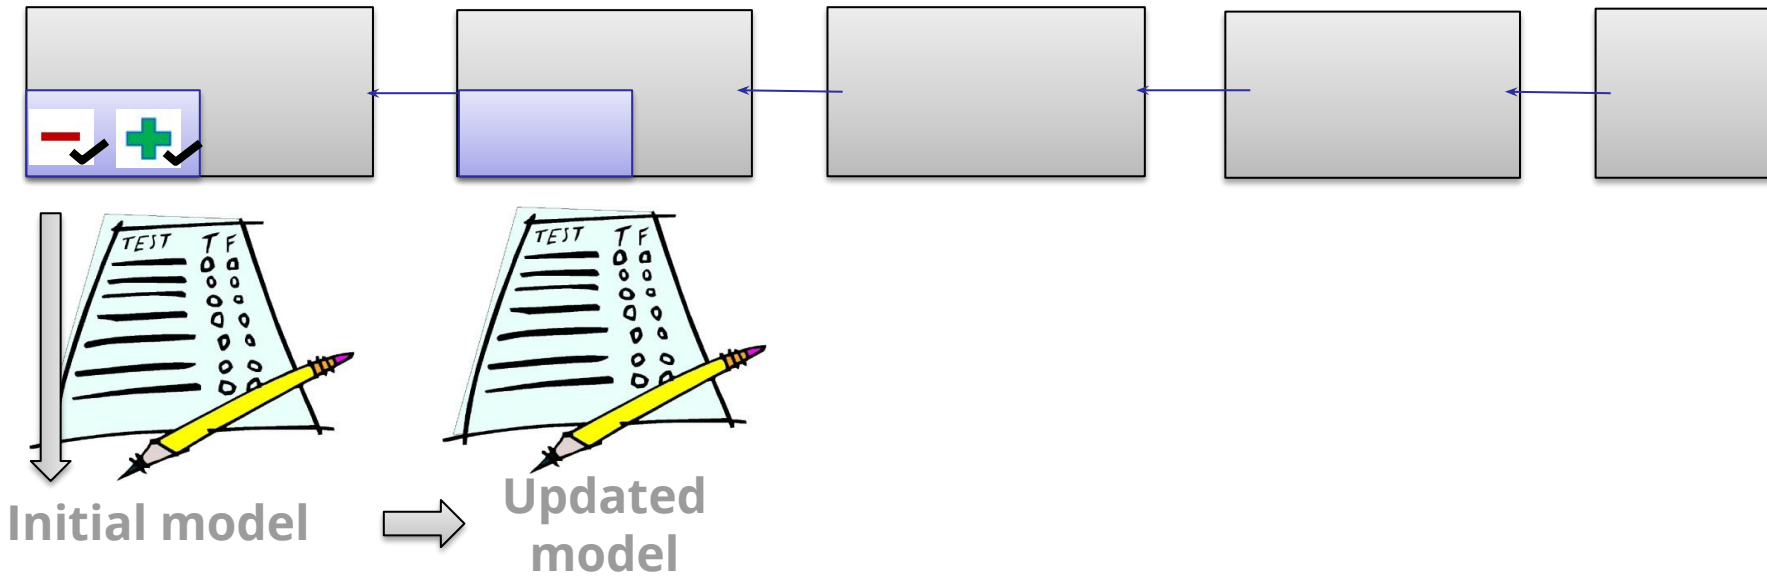 TEST T F
TEST T F
Initial model
Updated
model